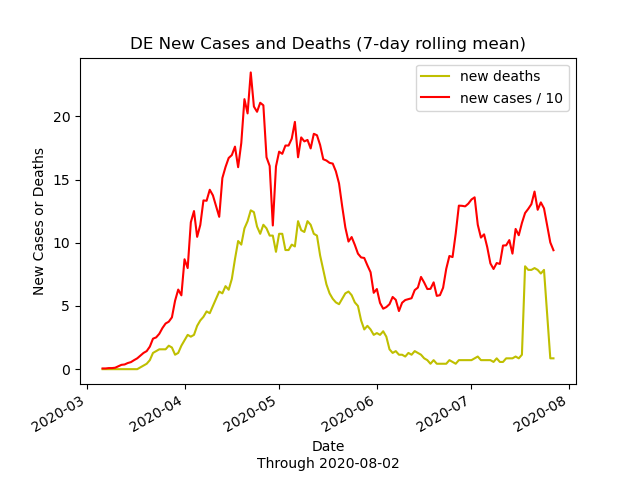 DE New Cases and Deaths (7-day rolling mean)
new deaths
new cases / 10
New Cases or Deaths
20
15
10
5
0
2020-03
2020-04
2020-05
2020-06
2020-07
2020-08
Date
Through 2020-08-02